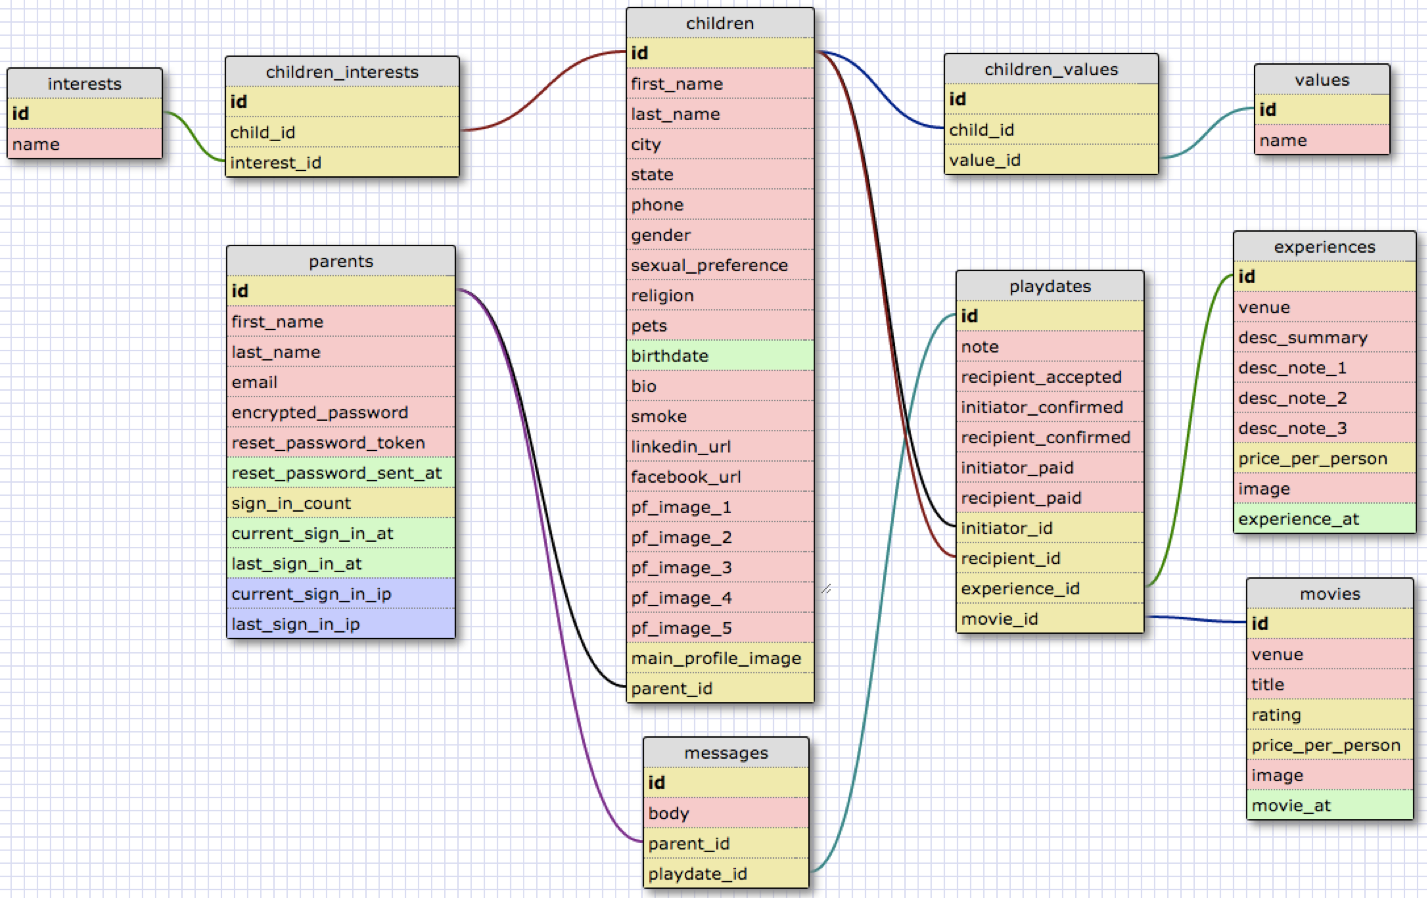 interests
id
name
children_interests
id
child_id
interest_id
children
id
first_name
last_name
city
state
phone
gender
sexual_preference
religion
pets
birthdate
bio
smoke
linkedin_url
facebook_url
pf_image_1
pf_image_2
pf_image_3
pf_image_4
pf_image_5
main_profile_image
parent_id
children_values
id
child_id
value_id
values
id
name
parents
id
first_name
last_name
email
encrypted_password
reset_password_token
reset_password_sent_at
sign_in_count
current_sign_in_at
last_sign_in_at
current_sign_in_ip
last_sign_in_ip
playdates
id
note
recipient_accepted
initiator_confirmed
recipient_confirmed
initiator_paid
recipient_paid
initiator_id
recipient_id
experience_id
movie_id
experiences
id
venue
desc_summary
desc_note_1
desc_note_2
desc_note_3
price_per_person
image
experience_at
movies
id
venue
title
rating
price_per_person
image
movie_at
messages
id
body
parent_id
playdate_id